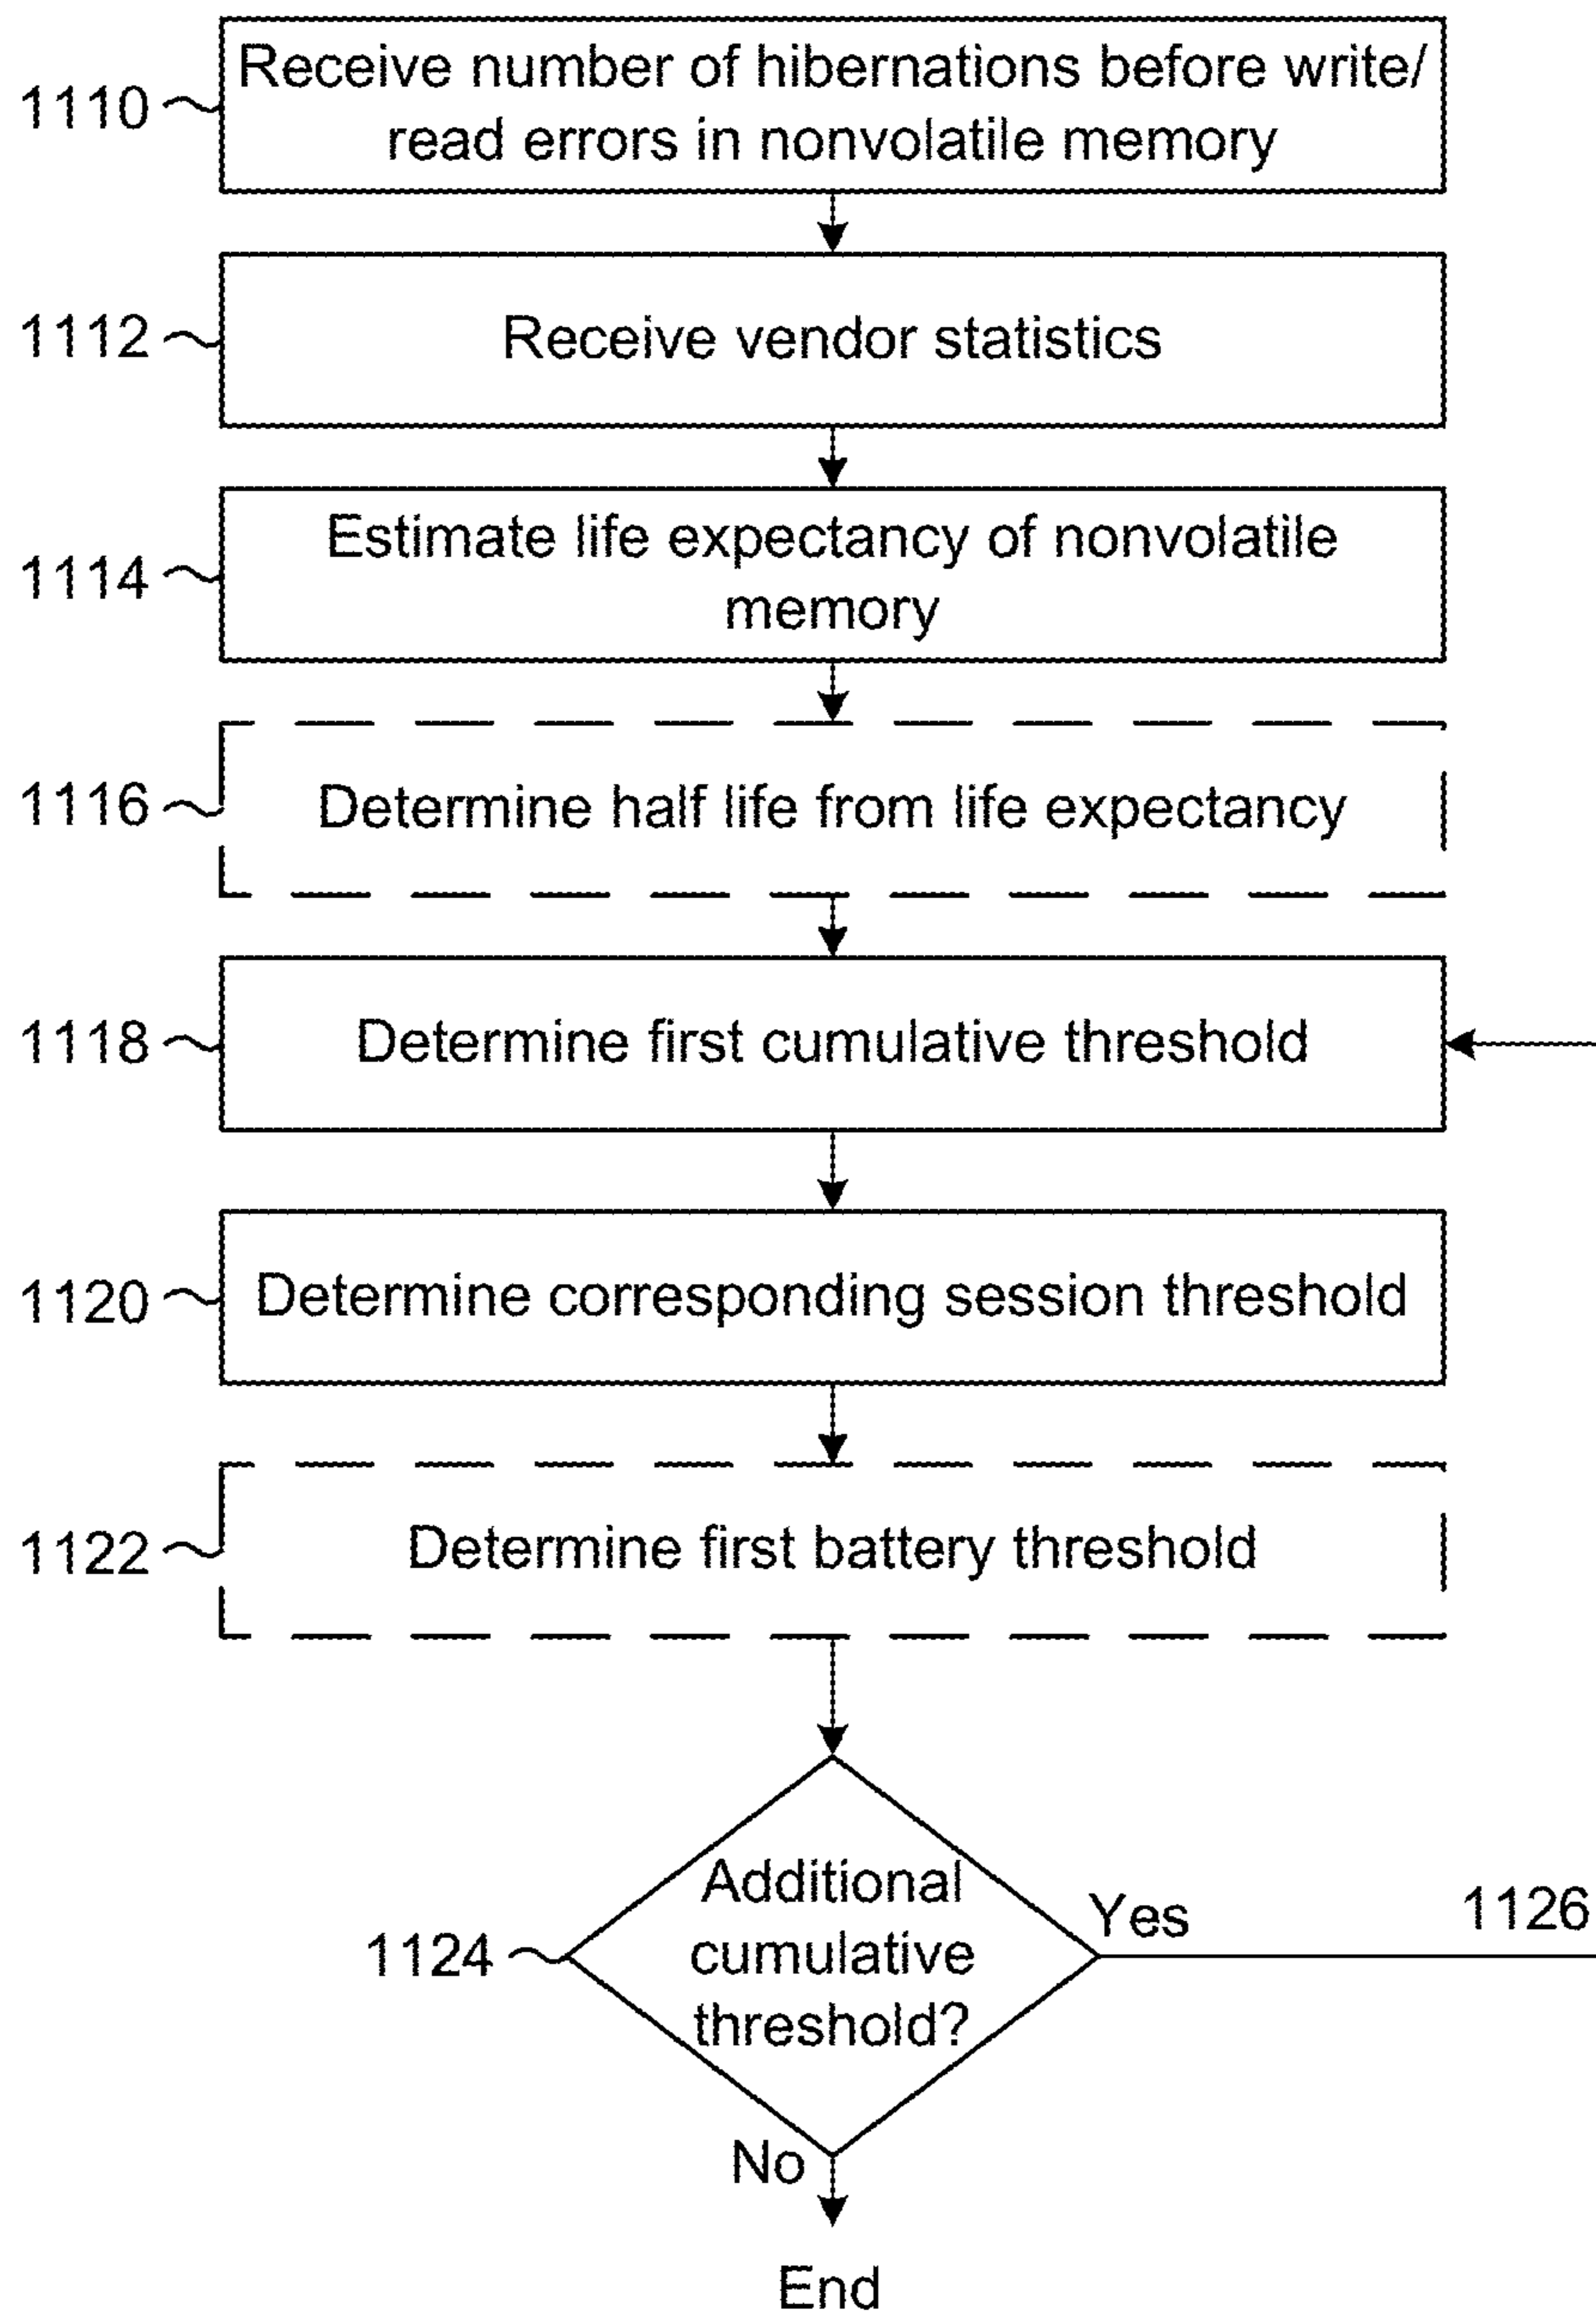 1110
Receive number of hibernations before write/
read errors in nonvolatile memory
1112
Receive vendor statistics
1114
Estimate life expectancy of nonvolatile
memory
1116
Determine half life from life expectancy
1118
Determine first cumulative threshold
1120
Determine corresponding session threshold
1122
Determine first battery threshold
1124
Additional
cumulative
threshold?
Yes
1126
No
End